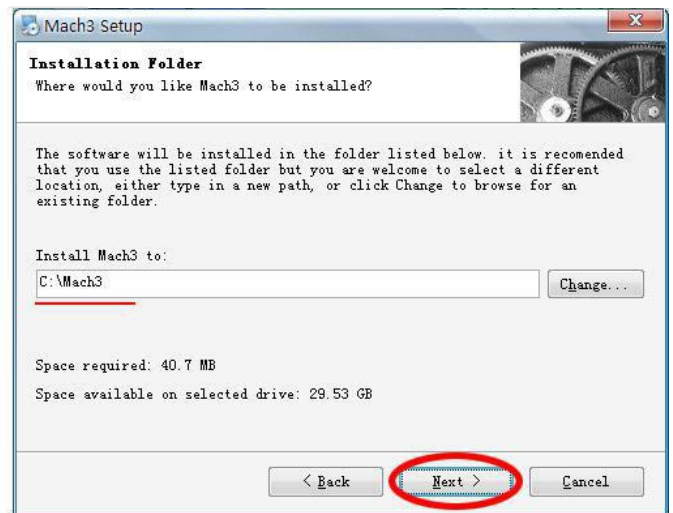 Mach3 Setup
Installation Folder
Where would you like Mach3 to be installed?
The software will be installed in the folder listed below. it is recomended
that you use the listed folder but you are welcome to select a different
location, either type in a new path, or click Change to browse for an
existing folder.
Install Mach3 to:
C:\Mach3
Change...
Space required: 40.7 MB
Space available on selected drive: 29.53 GB
< Back
Next >
Cancel